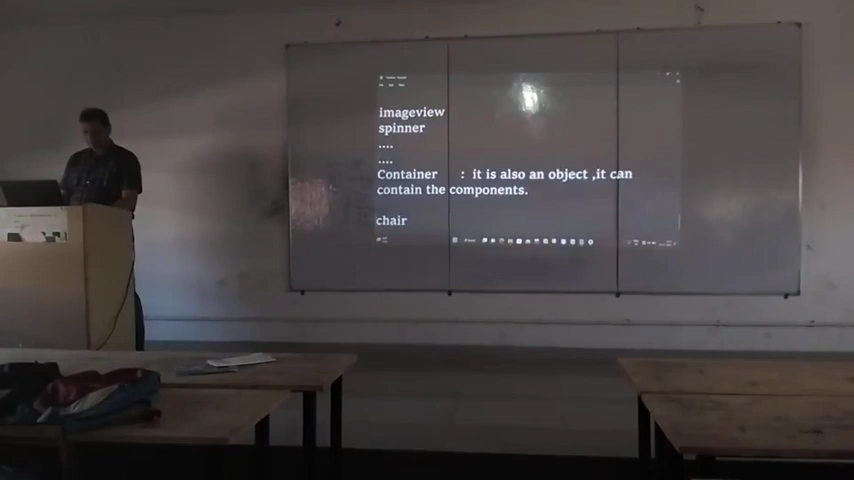 imageview
spinner
....
....
Container : it is also an object ,it can
contain the components.
chair